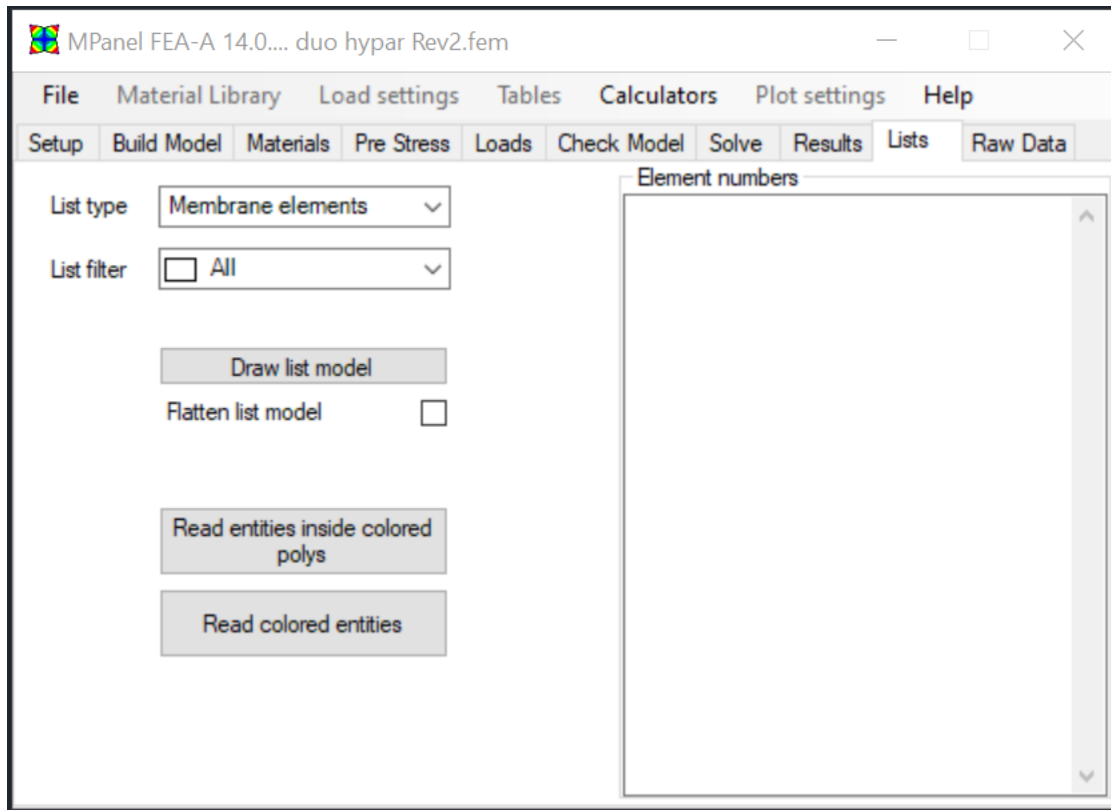 MPanel FEA-A 14.0.... duo hypar Rev2.fem
File Material Library Load settings Tables Calculators Plot settings Help
Setup Build Model Materials Pre Stress Loads Check Model Solve Results Lists Raw Data
List type Membrane elements
List filter All
Draw list model
Flatten list model
Read entities inside colored
polys
Read colored entities
Element numbers